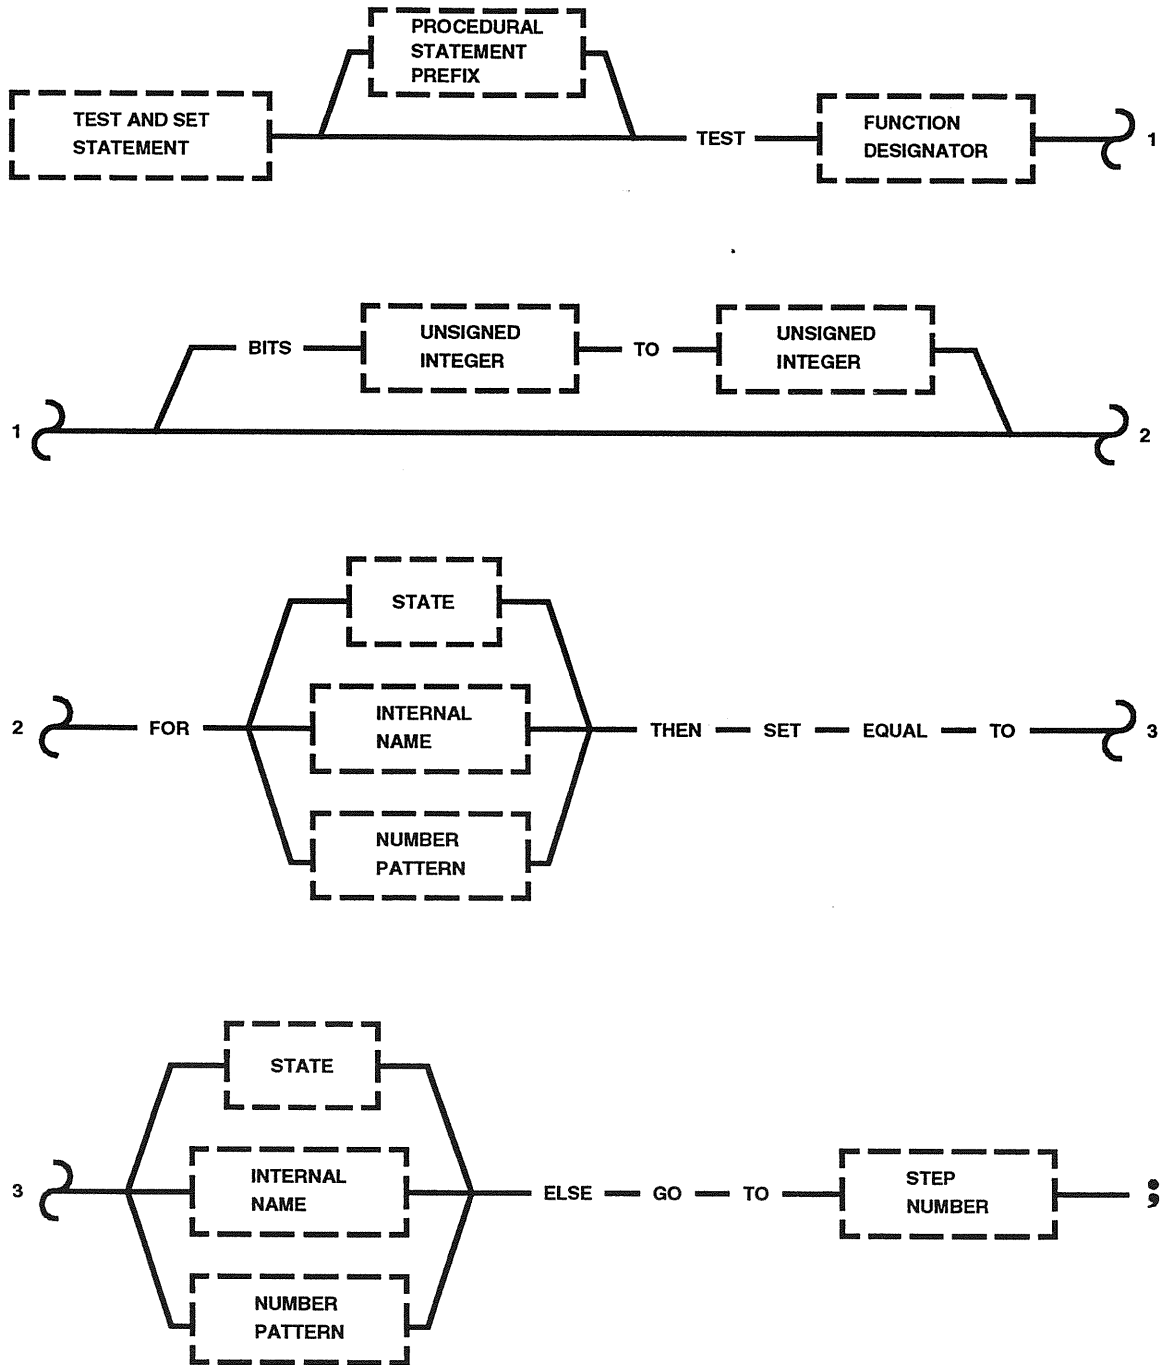 PROCEDURAL
STATEMENT
PREFIX
TEST AND SET
STATEMENT
TEST
FUNCTION
DESIGNATOR
1
1
BITS
UNSIGNED
INTEGER
TO
UNSIGNED
INTEGER
2
2
FOR
STATE
INTERNAL
NAME
NUMBER
PATTERN
THEN SET EQUAL TO
3
3
STATE
INTERNAL
NAME
NUMBER
PATTERN
ELSE GO TO
STEP
NUMBER
;